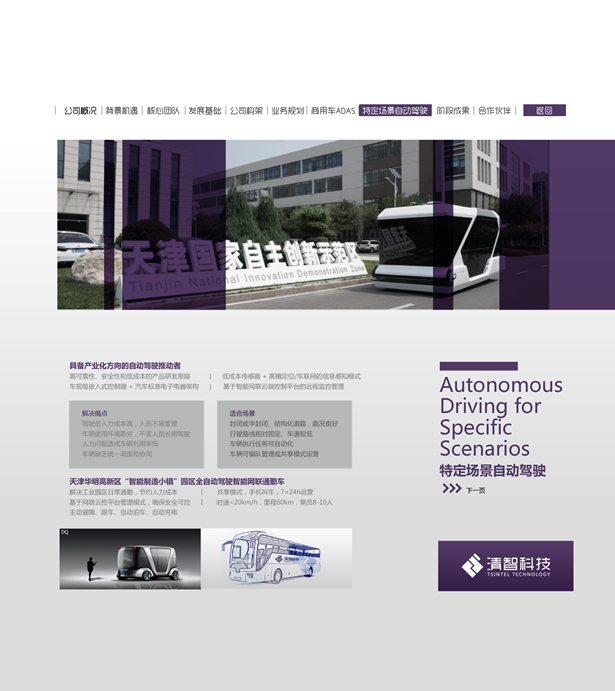 公司概况 | 背景机遇 | 核心团队 | 发展基础 | 公司构架 | 业务规划 | 商用车ADAS | 特定场景自动驾驶 | 阶段成果 | 合作伙伴 | 返回
天津国家自主创新示范区
Tianjin National Innovation Demonstration Zone
具备产业化方向的自动驾驶推动者
高可靠性、安全性和低成本的产品研发思路 | 低成本传感器 + 高精定位/车联网的信息感知模式
车规级嵌入式控制器 + 汽车标准电子电器架构 | 基于智能网联云端控制平台的远程监控管理
解决痛点
驾驶员人力成本高，人员不易管理
车辆使用环境恶劣，不宜人员长期驾驶
人力问题造成车辆利用率低
车辆缺乏统一调度和协同
适合场景
封闭或半封闭、结构化道路，路况良好
行驶路线相对固定、车速较低
车辆执行任务可自动化
车辆可编队管理或共享模式运营
天津华明高新区“智能制造小镇”园区全自动驾驶智能网联通勤车
解决工业园区日常通勤，节约人力成本 | 共享模式，手机叫车，7×24h运营
基于网联云控平台管理模式，确保安全可控 | 时速<20km/h，里程60km，乘员8-10人
主动避障、跟车、自动泊车、自动充电
Autonomous
Driving for
Specific
Scenarios
特定场景自动驾驶
下一页
DQ
清智科技
TSINTEL TECHNOLOGY